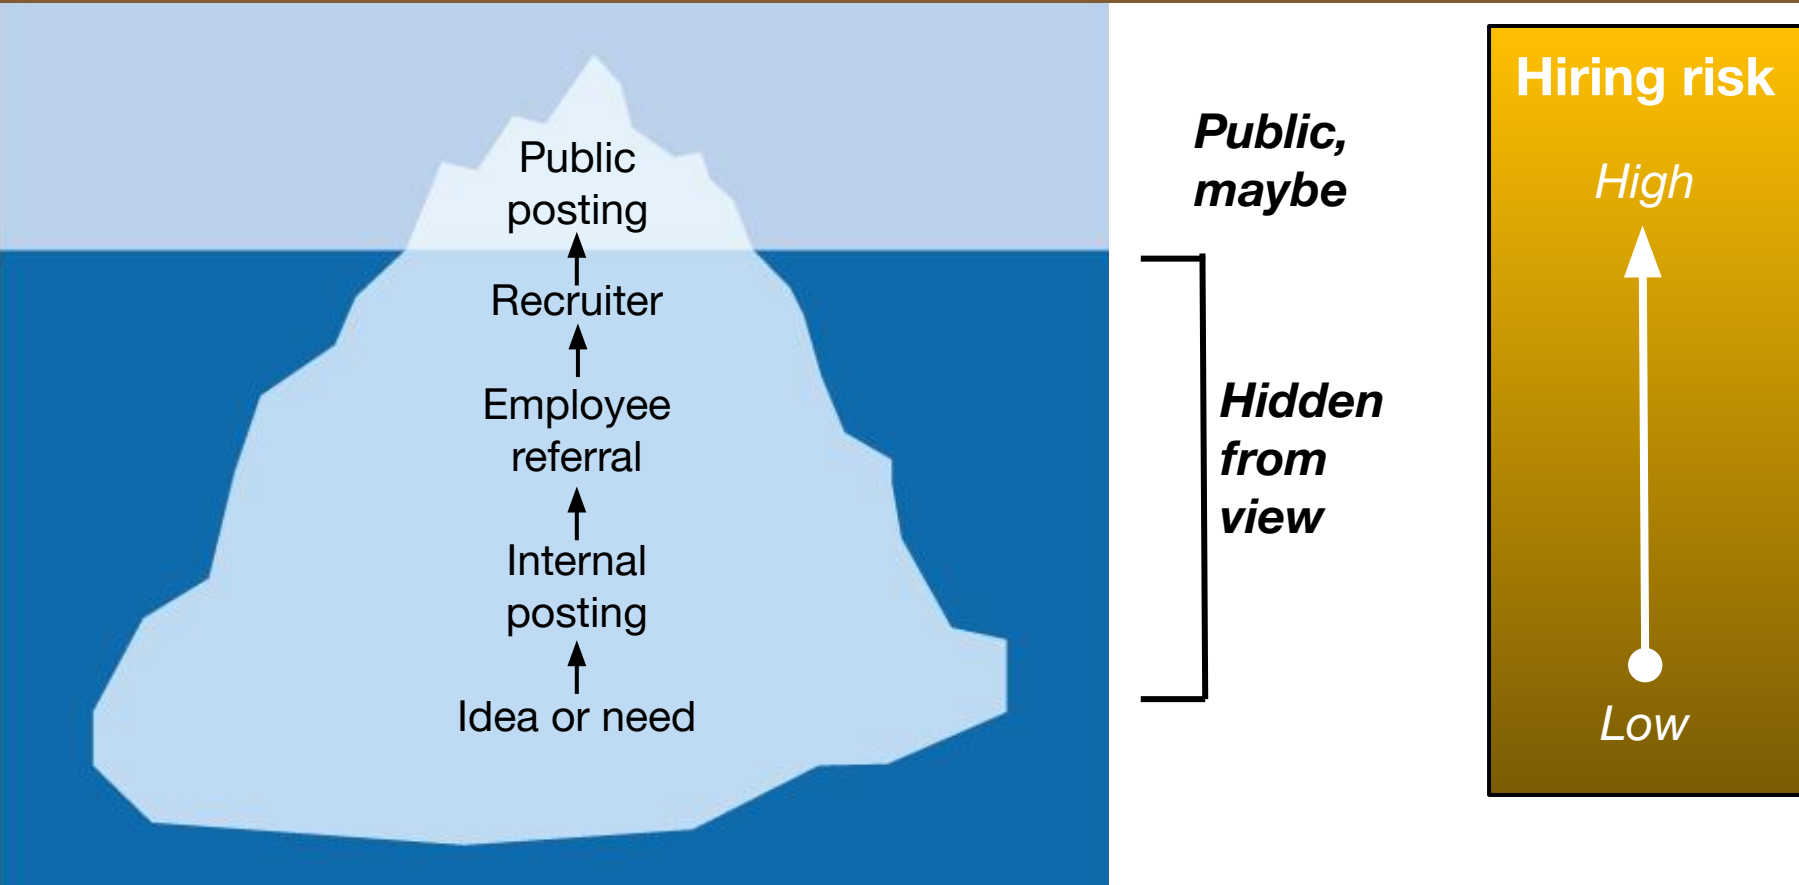 Public
posting
Recruiter
Employee
referral
Internal
posting
Idea or need
Public,
maybe
Hidden
from
view
Hiring risk
High
Low